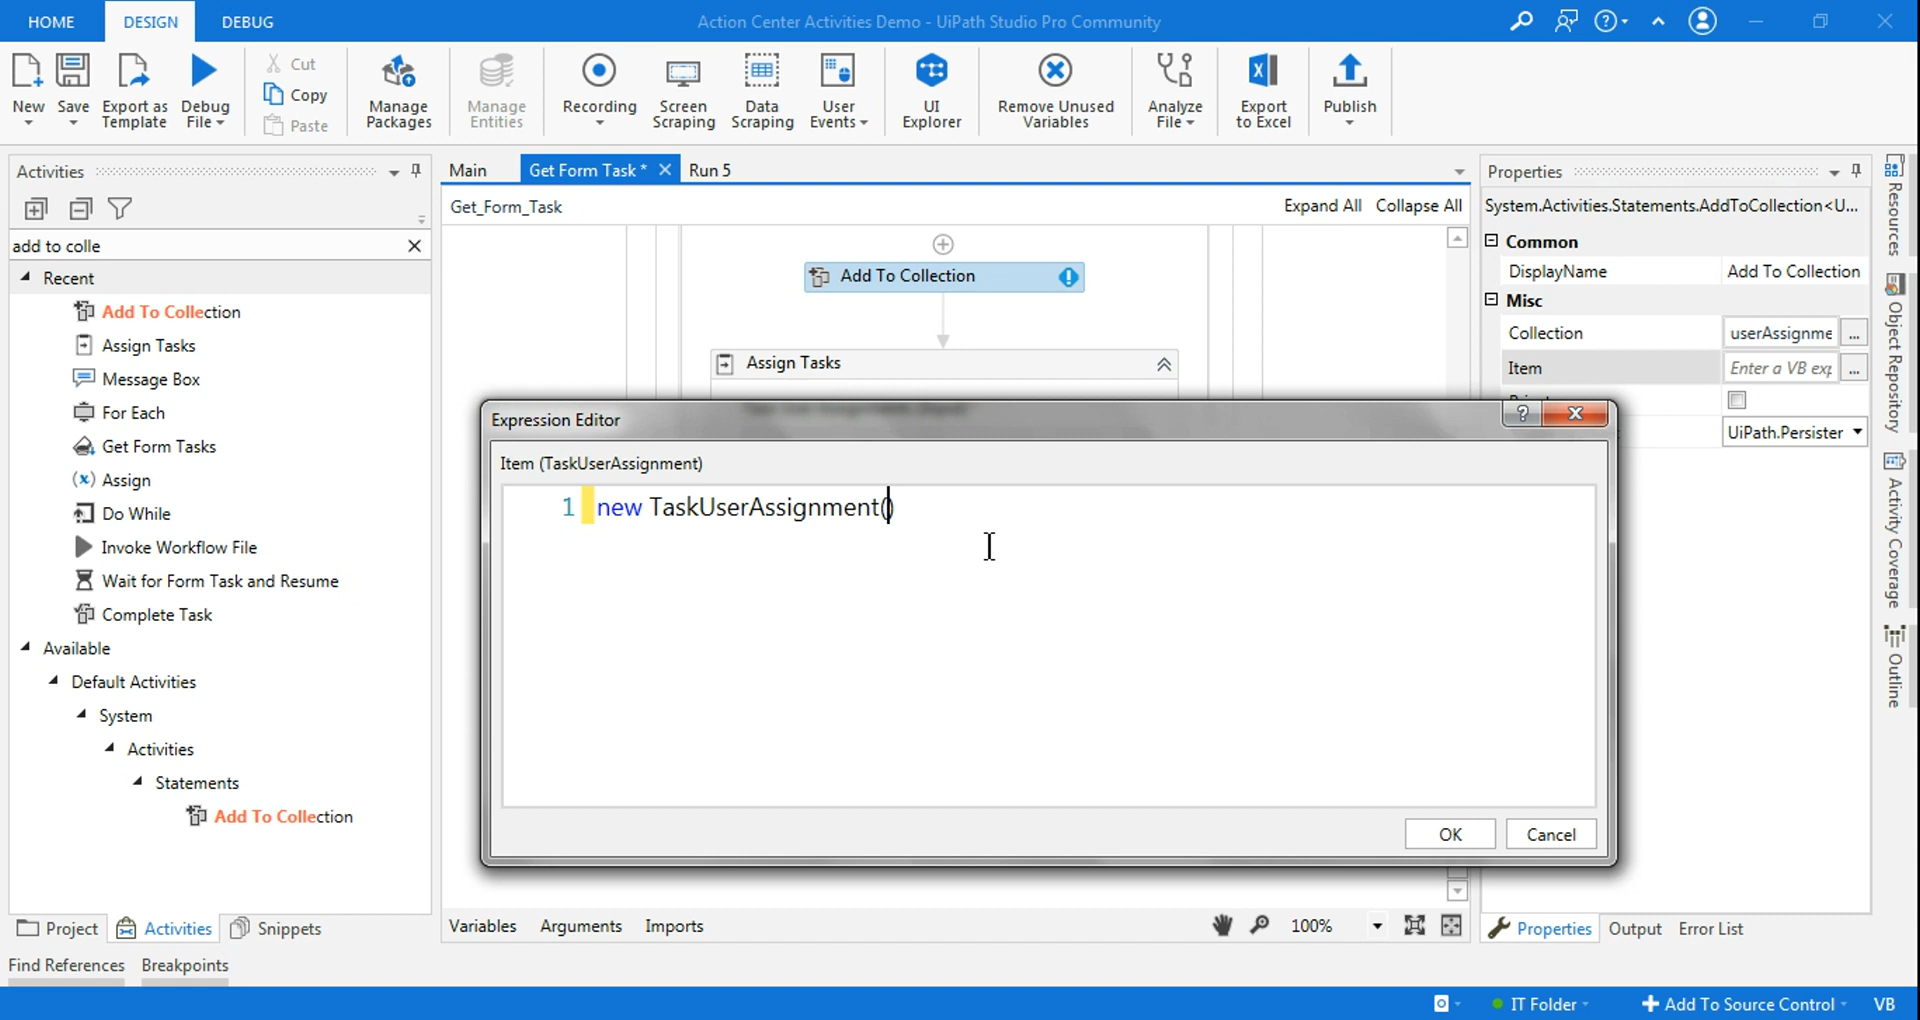 HOME DESIGN DEBUG Action Center Activities Demo - UiPath Studio Pro Community
New Save Export as Template Debug File Cut Copy Paste Manage Packages Manage Entities Recording Screen Scraping Data Scraping User Events UI Explorer Remove Unused Variables Analyze File Export to Excel Publish
Activities
add to colle
Recent
Add To Collection
Assign Tasks
Message Box
For Each
Get Form Tasks
Assign
Do While
Invoke Workflow File
Wait for Form Task and Resume
Complete Task
Available
Default Activities
System
Activities
Statements
Add To Collection
Project Activities Snippets
Main Get Form Task * Run 5
Get_Form_Task Expand All Collapse All
Add To Collection
Assign Tasks
Expression Editor
Item (TaskUserAssignment)
1 new TaskUserAssignment()
OK Cancel
Variables Arguments Imports 100%
Properties
System.Activities.Statements.AddToCollection<U...
Common
DisplayName Add To Collection
Misc
Collection userAssignme ...
Item Enter a VB exp ...
UiPath.Persister
Properties Output Error List
Resources
Object Repository
Activity Coverage
Outline
Find References Breakpoints
IT Folder Add To Source Control VB